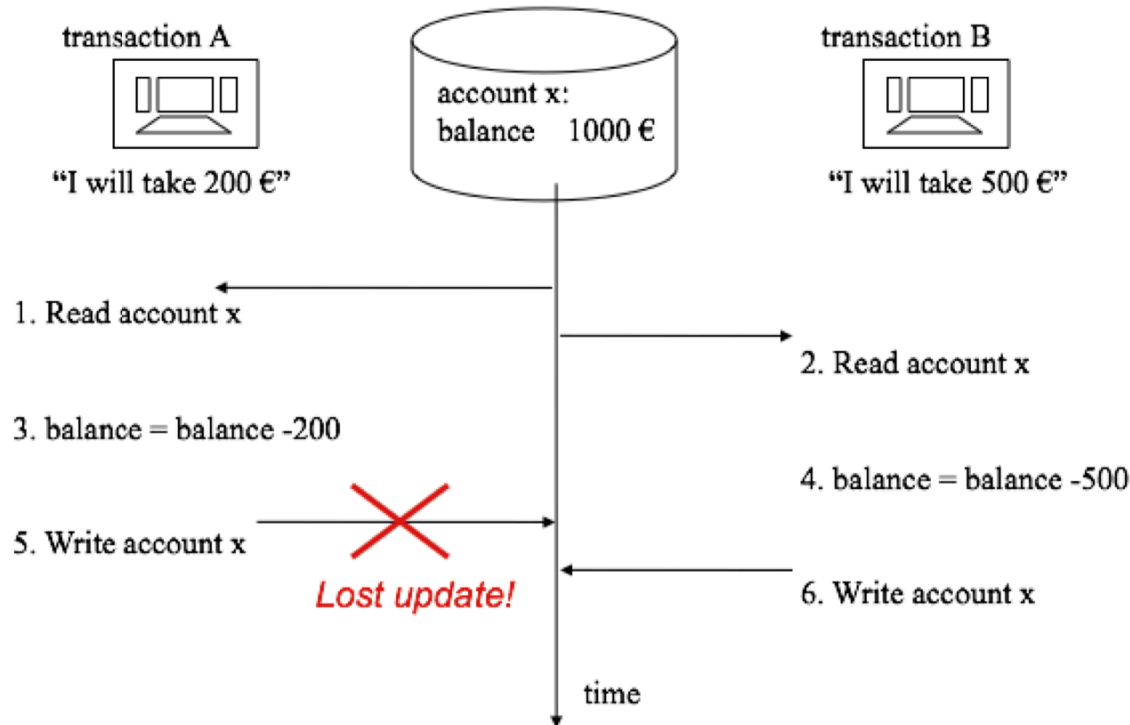 transaction A
transaction B
account x:
balance 1000 €
“I will take 200 €”
“I will take 500 €”
1. Read account x
2. Read account x
3. balance = balance -200
4. balance = balance -500
5. Write account x
Lost update!
6. Write account x
time